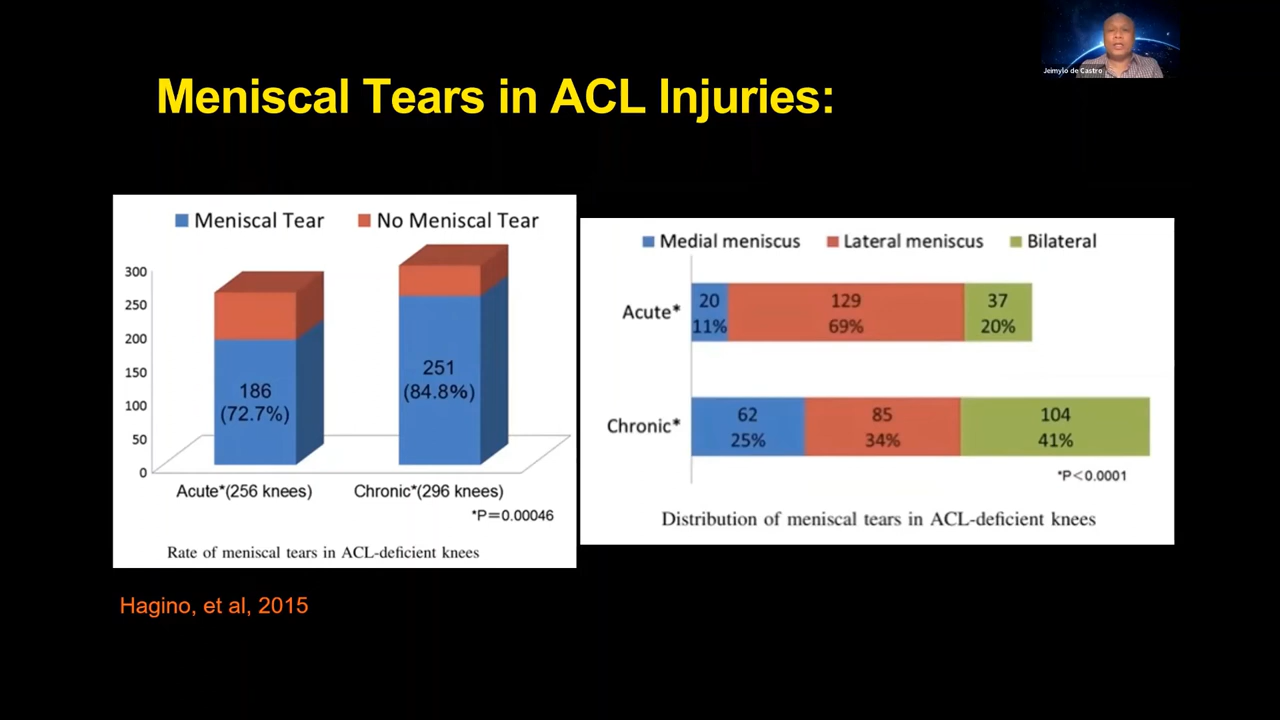 Jeimylo de Castro
Meniscal Tears in ACL Injuries:
Meniscal Tear No Meniscal Tear
300
250
200
150
100
50
0
186
(72.7%)
251
(84.8%)
Acute*(256 knees) Chronic*(296 knees)
*P=0.00046
Rate of meniscal tears in ACL-deficient knees
Medial meniscus Lateral meniscus Bilateral
Acute*
20 129 37
11% 69% 20%
Chronic*
62 85 104
25% 34% 41%
*P<0.0001
Distribution of meniscal tears in ACL-deficient knees
Hagino, et al, 2015